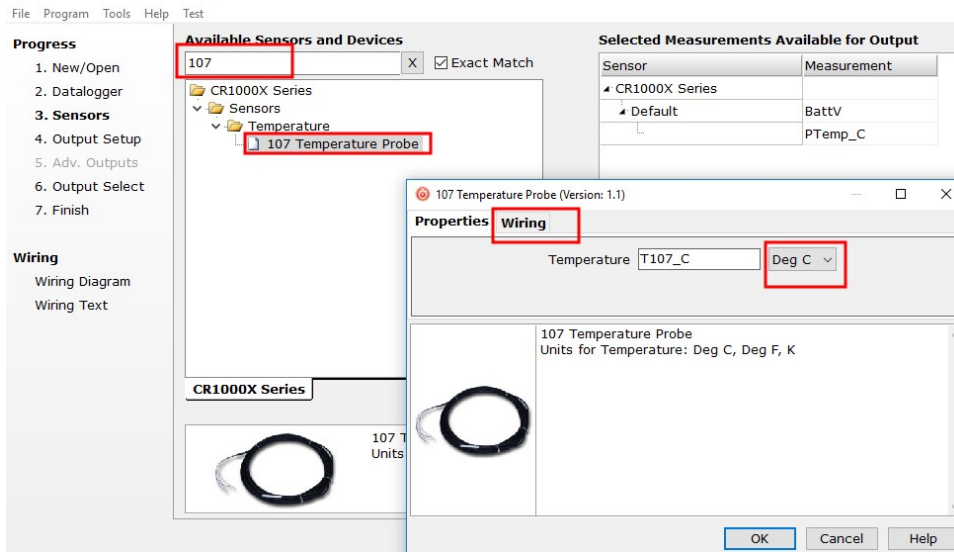 File Program Tools Help Test
Progress
1. New/Open
2. Datalogger
3. Sensors
4. Output Setup
5. Adv. Outputs
6. Output Select
7. Finish
Wiring
Wiring Diagram
Wiring Text
Available Sensors and Devices
107 X Exact Match
CR1000X Series
Sensors
Temperature
107 Temperature Probe
CR1000X Series
107 T
Units
Selected Measurements Available for Output
Sensor Measurement
CR1000X Series
Default BattV
PTemp_C
107 Temperature Probe (Version: 1.1)
Properties Wiring
Temperature T107_C Deg C
107 Temperature Probe
Units for Temperature: Deg C, Deg F, K
OK Cancel Help